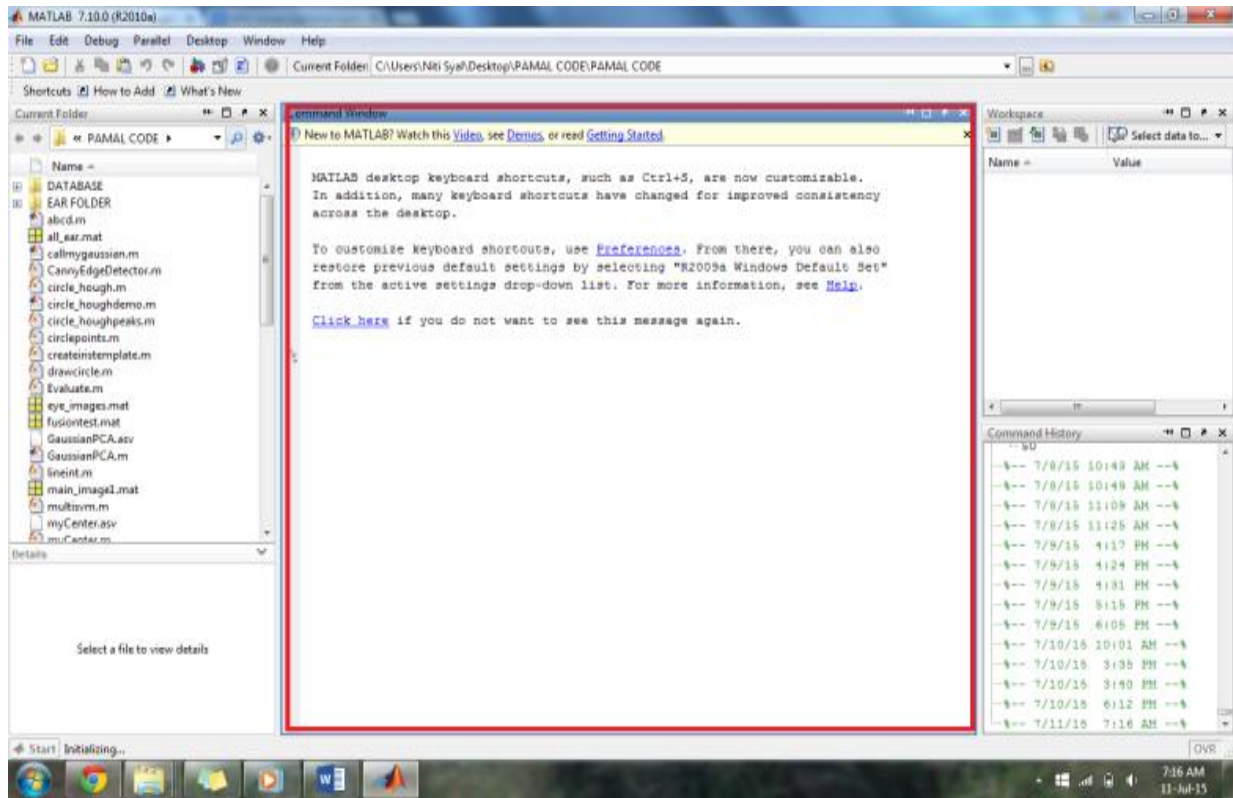 MATLAB 7.10.0 (R2010a)
File Edit Debug Parallel Desktop Window Help
Current Folder: C:\Users\Niti Syal\Desktop\PAMAL CODE\PAMAL CODE
Shortcuts How to Add What's New
Current Folder
« PAMAL CODE
Name
DATABASE
EAR FOLDER
abcd.m
all_ear.mat
callmygaussian.m
CannyEdgeDetector.m
circle_hough.m
circle_houghdemo.m
circle_houghpeaks.m
circlepoints.m
createiristemplate.m
drawcircle.m
Evaluate.m
eye_images.mat
fusiontest.mat
GaussianPCA.asv
GaussianPCA.m
lineint.m
main_image1.mat
multisvm.m
myCenter.asv
myCenter.m
Details
Select a file to view details
Command Window
New to MATLAB? Watch this Video, see Demos, or read Getting Started.
MATLAB desktop keyboard shortcuts, such as Ctrl+S, are now customizable.
In addition, many keyboard shortcuts have changed for improved consistency
across the desktop.
To customize keyboard shortcuts, use Preferences. From there, you can also
restore previous default settings by selecting "R2009a Windows Default Set"
from the active settings drop-down list. For more information, see Help.
Click here if you do not want to see this message again.
Workspace
Select data to...
Name Value
Command History
%-- 7/8/15 10:49 AM --%
%-- 7/8/15 11:09 AM --%
%-- 7/8/15 11:25 AM --%
%-- 7/9/15 4:17 PM --%
%-- 7/9/15 4:24 PM --%
%-- 7/9/15 4:31 PM --%
%-- 7/9/15 5:15 PM --%
%-- 7/9/15 6:05 PM --%
%-- 7/10/15 10:01 AM --%
%-- 7/10/15 3:35 PM --%
%-- 7/10/15 3:40 PM --%
%-- 7/10/15 6:12 PM --%
%-- 7/11/15 7:16 AM --%
Start Initializing...
OVR
7:16 AM
11-Jul-15